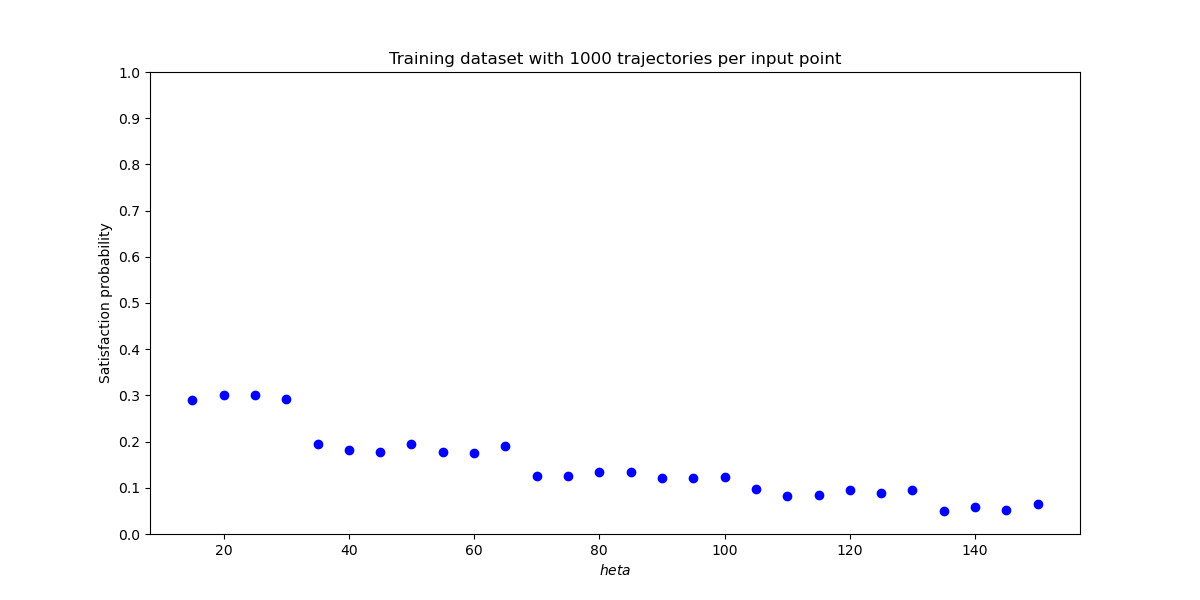 Training dataset with 1000 trajectories per input point
1.0
0.9
0.8
0.7
0.6
0.5
0.4
0.3
0.2
0.1
0.0
Satisfaction probability
20 40 60 80 100 120 140
heta